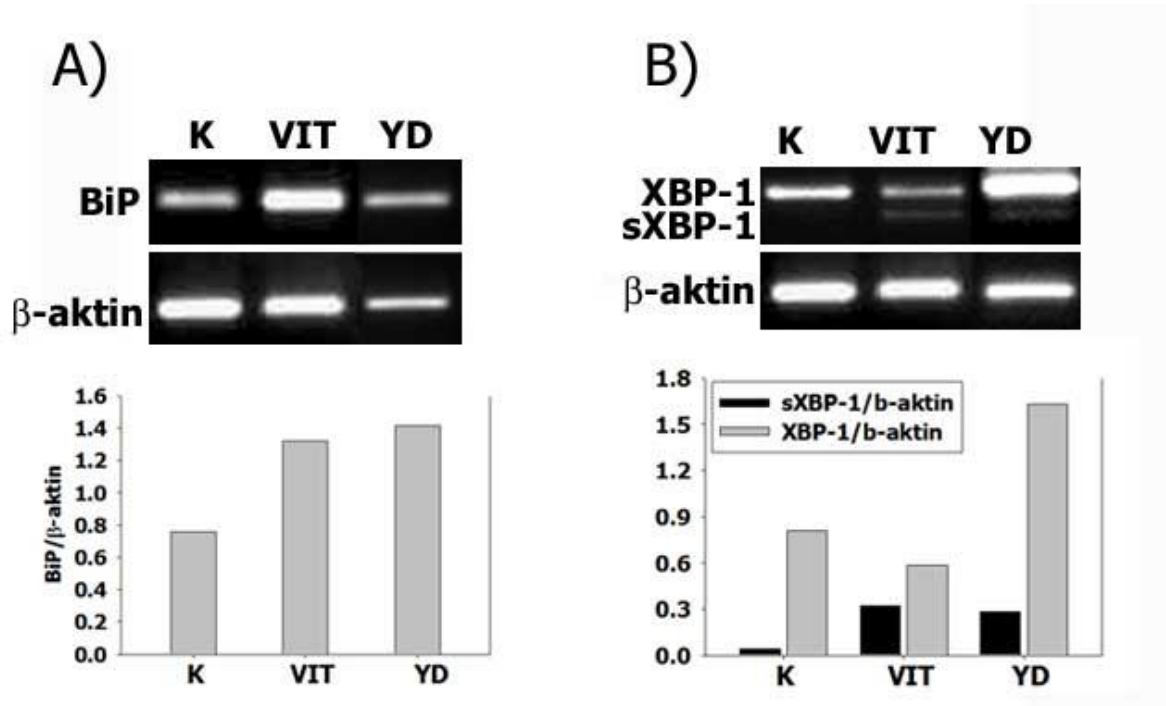 A)
K VIT YD
BiP
β-aktin
1.6
1.4
1.2
1.0
0.8
0.6
0.4
0.2
0.0
BiP/β-aktin
K VIT YD
B)
K VIT YD
XBP-1
sXBP-1
β-aktin
1.8
1.5
1.2
0.9
0.6
0.3
0.0
sXBP-1/b-aktin
XBP-1/b-aktin
K VIT YD